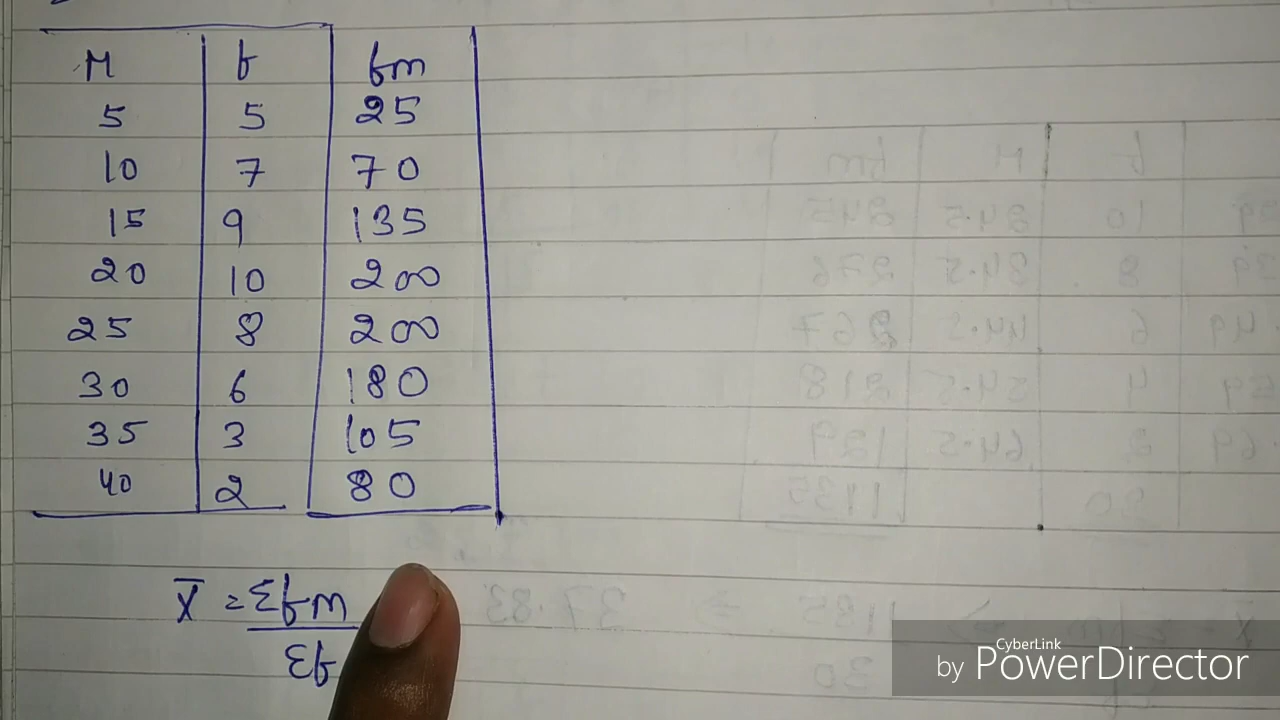 M f fm
5 5 25
10 7 70
15 9 135
20 10 200
25 8 200
30 6 180
35 3 105
40 2 80
X̅ = Σfm
Σf
CyberLink
by PowerDirector